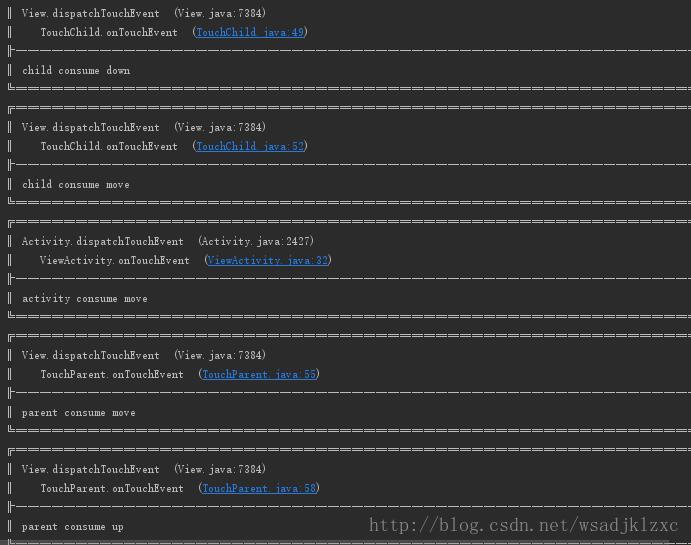 View.dispatchTouchEvent (View.java:7384)
TouchChild.onTouchEvent (TouchChild.java:49)
child consume down
View.dispatchTouchEvent (View.java:7384)
TouchChild.onTouchEvent (TouchChild.java:52)
child consume move
Activity.dispatchTouchEvent (Activity.java:2427)
ViewActivity.onTouchEvent (ViewActivity.java:32)
activity consume move
View.dispatchTouchEvent (View.java:7384)
TouchParent.onTouchEvent (TouchParent.java:55)
parent consume move
View.dispatchTouchEvent (View.java:7384)
TouchParent.onTouchEvent (TouchParent.java:58)
parent consume up
http://blog.csdn.net/wsadjklzxc